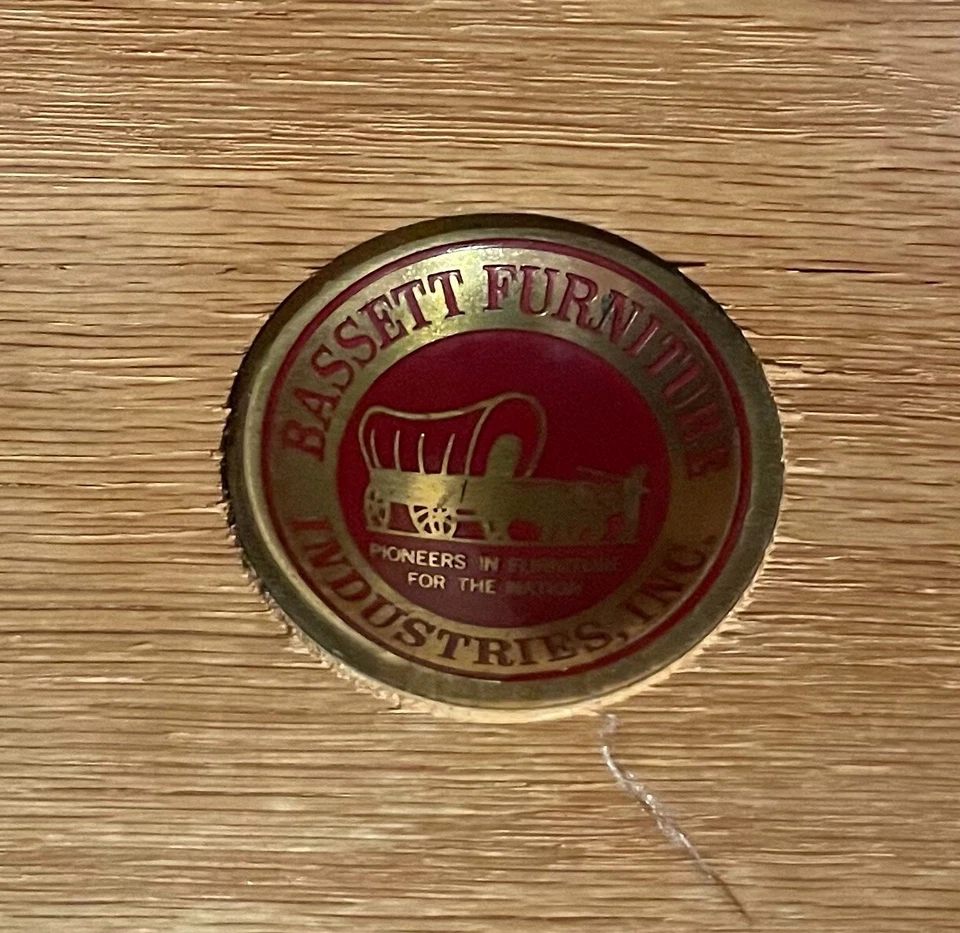 BASSETT FURNITURE
PIONEERS IN FURNITURE
FOR THE NATION
INDUSTRIES, INC.